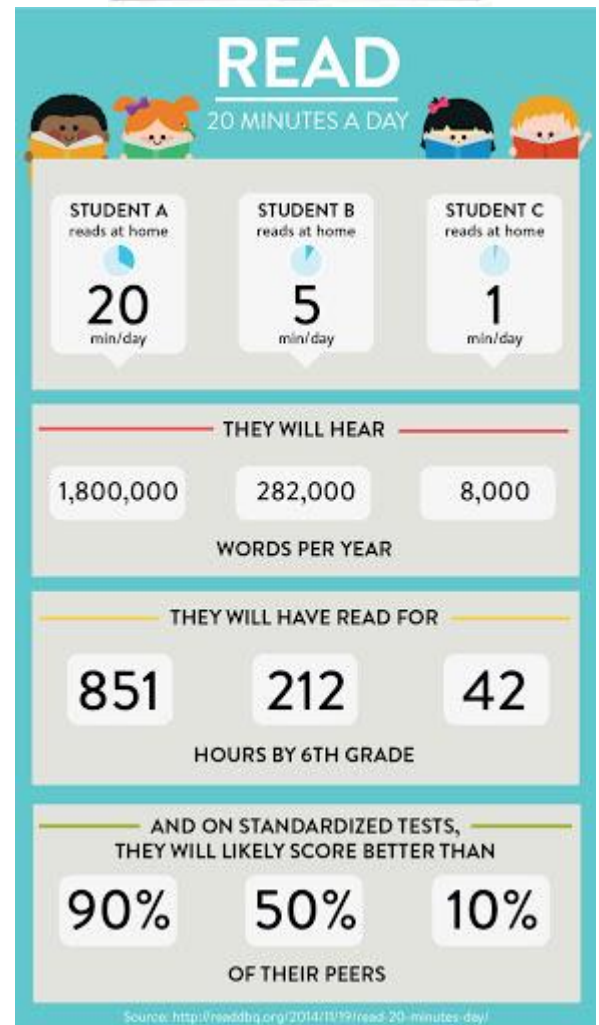 READ
20 MINUTES A DAY
STUDENT A
reads at home
20
min/day
STUDENT B
reads at home
5
min/day
STUDENT C
reads at home
1
min/day
THEY WILL HEAR
1,800,000
282,000
8,000
WORDS PER YEAR
THEY WILL HAVE READ FOR
851
212
42
HOURS BY 6TH GRADE
AND ON STANDARDIZED TESTS,
THEY WILL LIKELY SCORE BETTER THAN
90%
50%
10%
OF THEIR PEERS
Source: http://readdbq.org/2014/11/19/read-20-minutes-day/